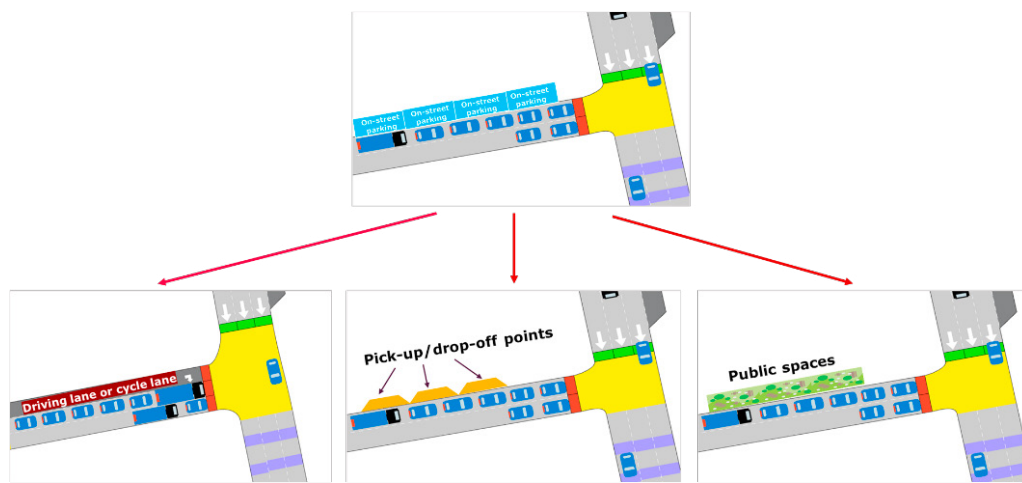 On-street
parking
On-street
parking
On-street
parking
On-street
parking
Driving lane or cycle lane
Pick-up/drop-off points
Public spaces